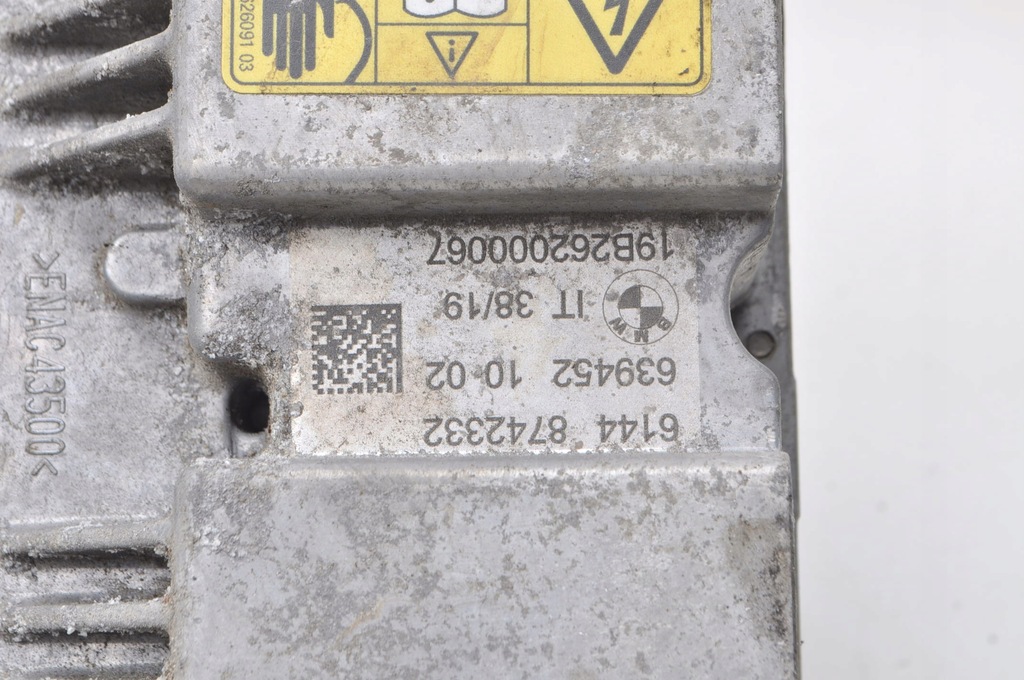 6144 8742332
639452 10-02
IT 38/19
BMW
19B262000067
>ENAC43500<
26091 03